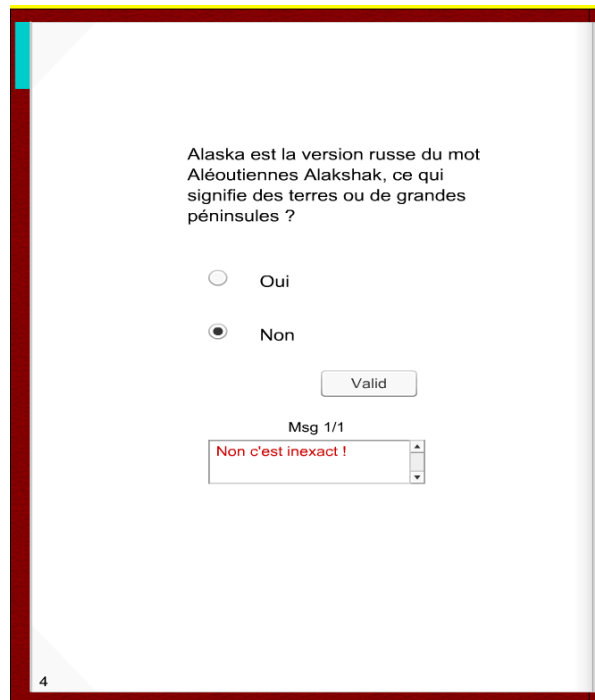 Alaska est la version russe du mot
Aléoutiennes Alakshak, ce qui
signifie des terres ou de grandes
péninsules ?
Oui
Non
Valid
Msg 1/1
Non c'est inexact !
4